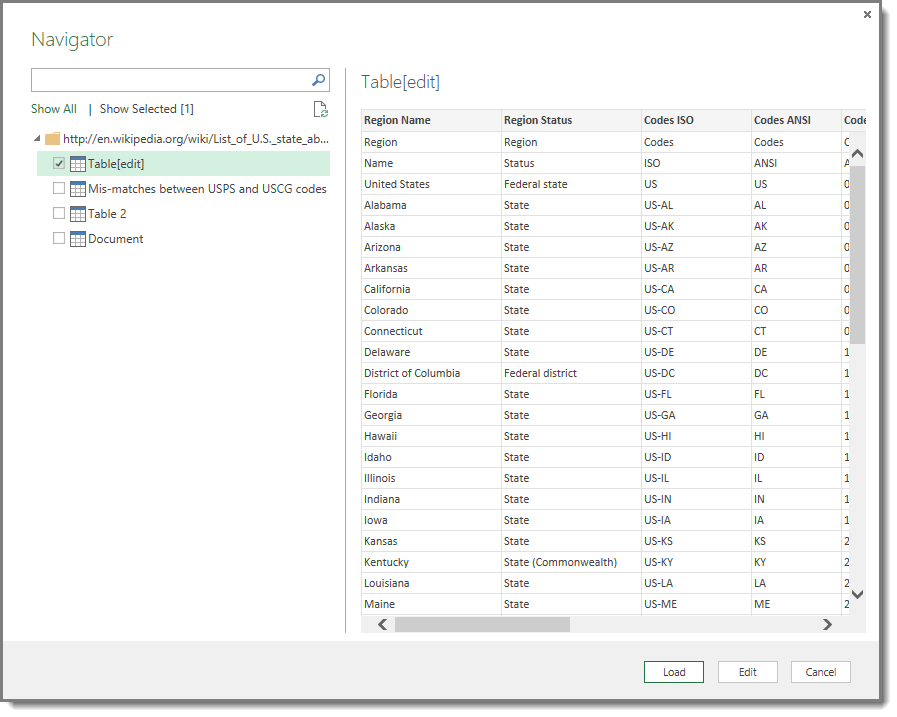 Navigator
Show All | Show Selected [1]
http://en.wikipedia.org/wiki/List_of_U.S._state_ab...
Table[edit]
Mis-matches between USPS and USCG codes
Table 2
Document
Table[edit]
Region Name Region Status Codes ISO Codes ANSI Code
Region Region Codes Codes C
Name Status ISO ANSI A
United States Federal state US US 0
Alabama State US-AL AL 0
Alaska State US-AK AK 0
Arizona State US-AZ AZ 0
Arkansas State US-AR AR 0
California State US-CA CA 0
Colorado State US-CO CO 0
Connecticut State US-CT CT 0
Delaware State US-DE DE 1
District of Columbia Federal district US-DC DC 1
Florida State US-FL FL 1
Georgia State US-GA GA 1
Hawaii State US-HI HI 1
Idaho State US-ID ID 1
Illinois State US-IL IL 1
Indiana State US-IN IN 1
Iowa State US-IA IA 1
Kansas State US-KS KS 2
Kentucky State (Commonwealth) US-KY KY 2
Louisiana State US-LA LA 2
Maine State US-ME ME 2
Load Edit Cancel